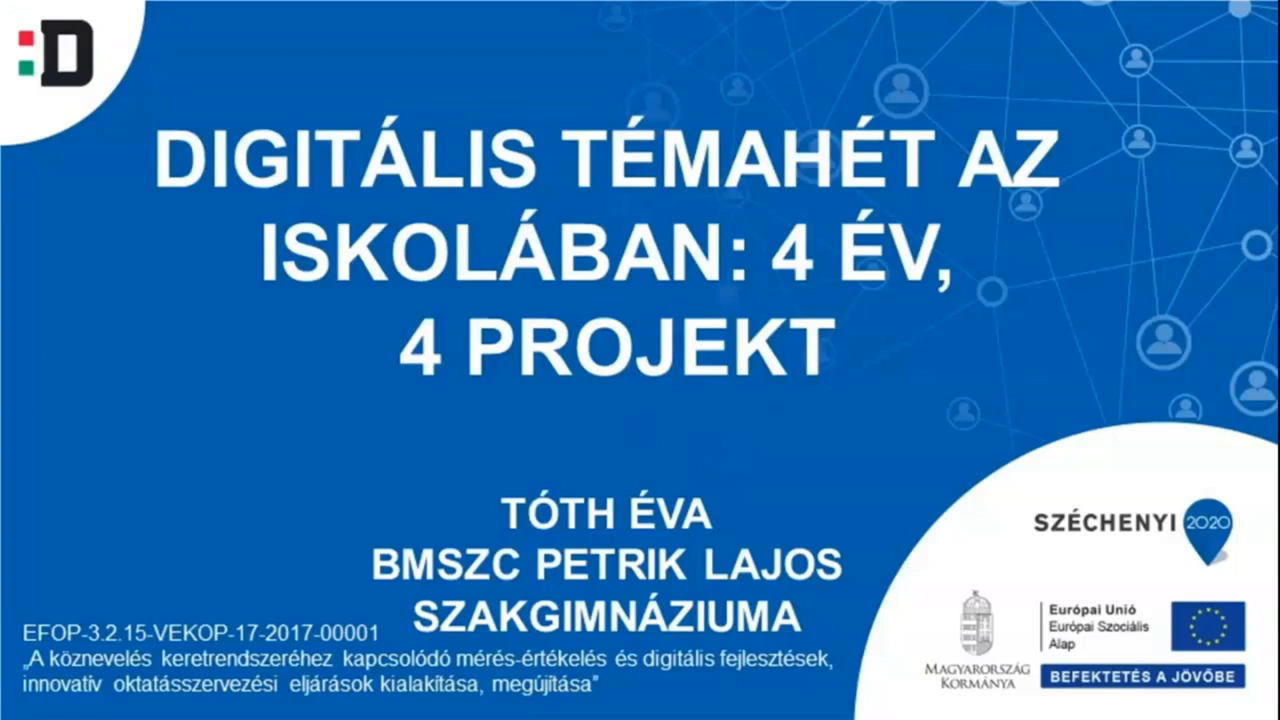 :D
DIGITÁLIS TÉMAHÉT AZ
ISKOLÁBAN: 4 ÉV,
4 PROJEKT
TÓTH ÉVA
BMSZC PETRIK LAJOS
SZAKGIMNÁZIUMA
EFOP-3.2.15-VEKOP-17-2017-00001
„A köznevelés keretrendszeréhez kapcsolódó mérés-értékelés és digitális fejlesztések,
innovatív oktatásszervezési eljárások kialakítása, megújítása”
SZÉCHENYI 2020
MAGYARORSZÁG
KORMÁNYA
Európai Unió
Európai Szociális
Alap
BEFEKTETÉS A JÖVŐBE